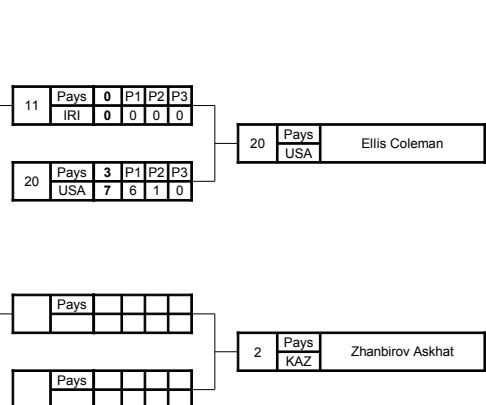 11 Pays 0 P1 P2 P3
IRI 0 0 0 0
20 Pays Ellis Coleman
USA
20 Pays 3 P1 P2 P3
USA 7 6 1 0
Pays
2 Pays Zhanbirov Askhat
KAZ
Pays